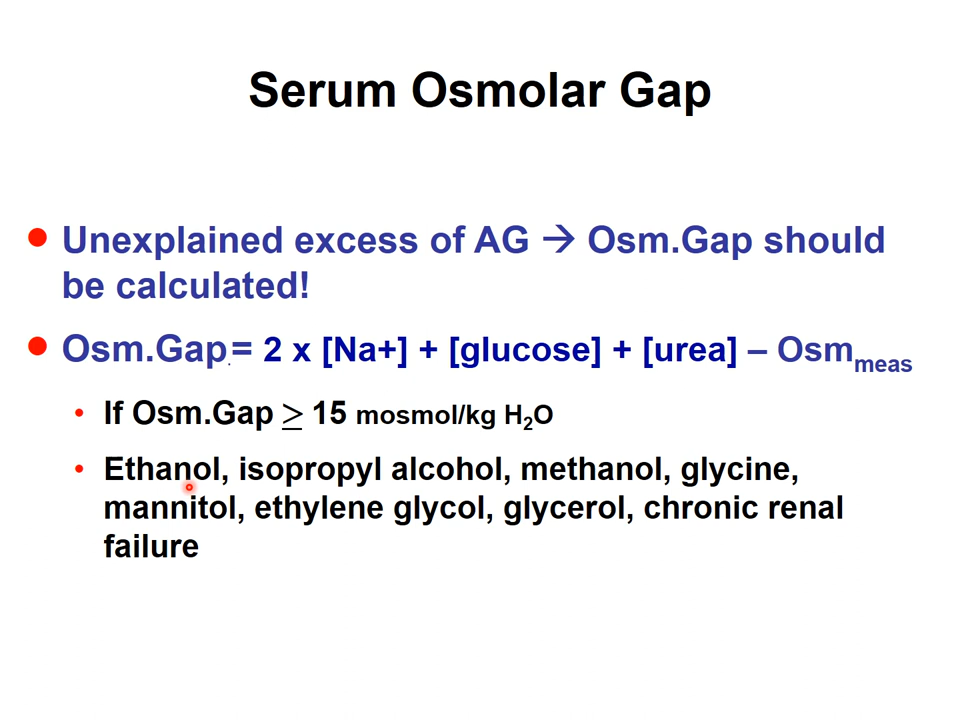 Serum Osmolar Gap
• Unexplained excess of AG → Osm.Gap should
be calculated!
• Osm.Gap = 2 x [Na+] + [glucose] + [urea] – Osm_meas
• If Osm.Gap ≥ 15 mosmol/kg H₂O
• Ethanol, isopropyl alcohol, methanol, glycine,
mannitol, ethylene glycol, glycerol, chronic renal
failure